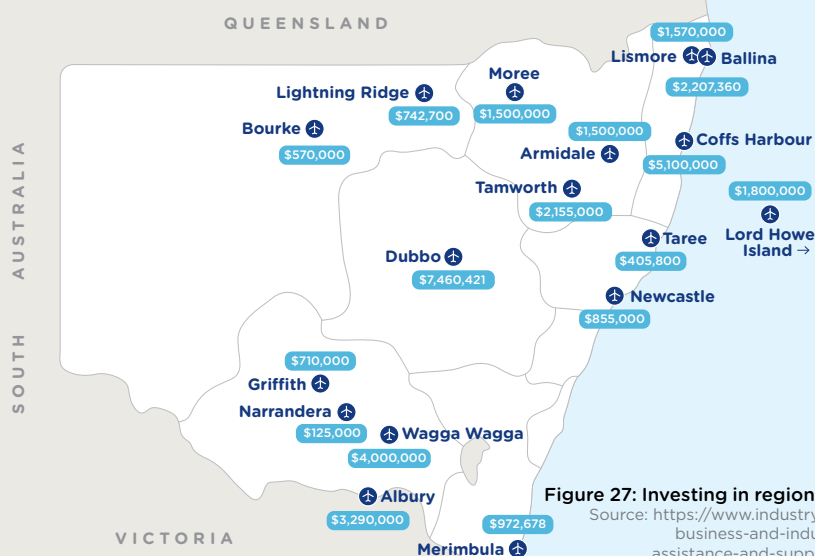 QUEENSLAND
$1,570,000
Lismore
Ballina
$2,207,360
Moree
$1,500,000
Lightning Ridge
$742,700
Bourke
$570,000
$1,500,000
Armidale
Coffs Harbour
$5,100,000
Tamworth
$2,155,000
$1,800,000
Lord Howe
Island →
Taree
$405,800
Dubbo
$7,460,421
Newcastle
$855,000
SOUTH AUSTRALIA
$710,000
Griffith
Narrandera
$125,000
Wagga Wagga
$4,000,000
Albury
$3,290,000
$972,678
Merimbula
VICTORIA
Figure 27: Investing in region
Source: https://www.industry
business-and-indu
assistance-and-supp